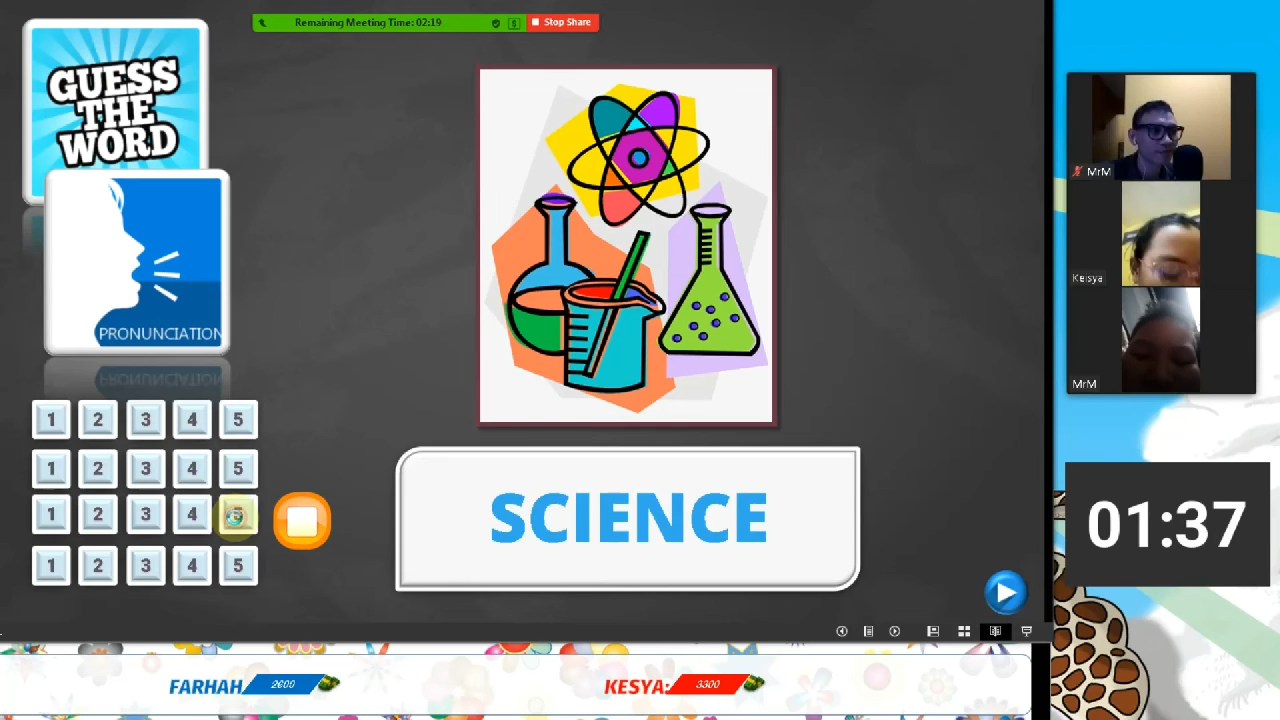 Remaining Meeting Time: 02:19
Stop Share
GUESS
THE
WORD
PRONUNCIATION
1 2 3 4 5
1 2 3 4 5
1 2 3 4
1 2 3 4 5
SCIENCE
MrM
Keisya
MrM
01:37
FARHAH 2600
KESYA: 3300